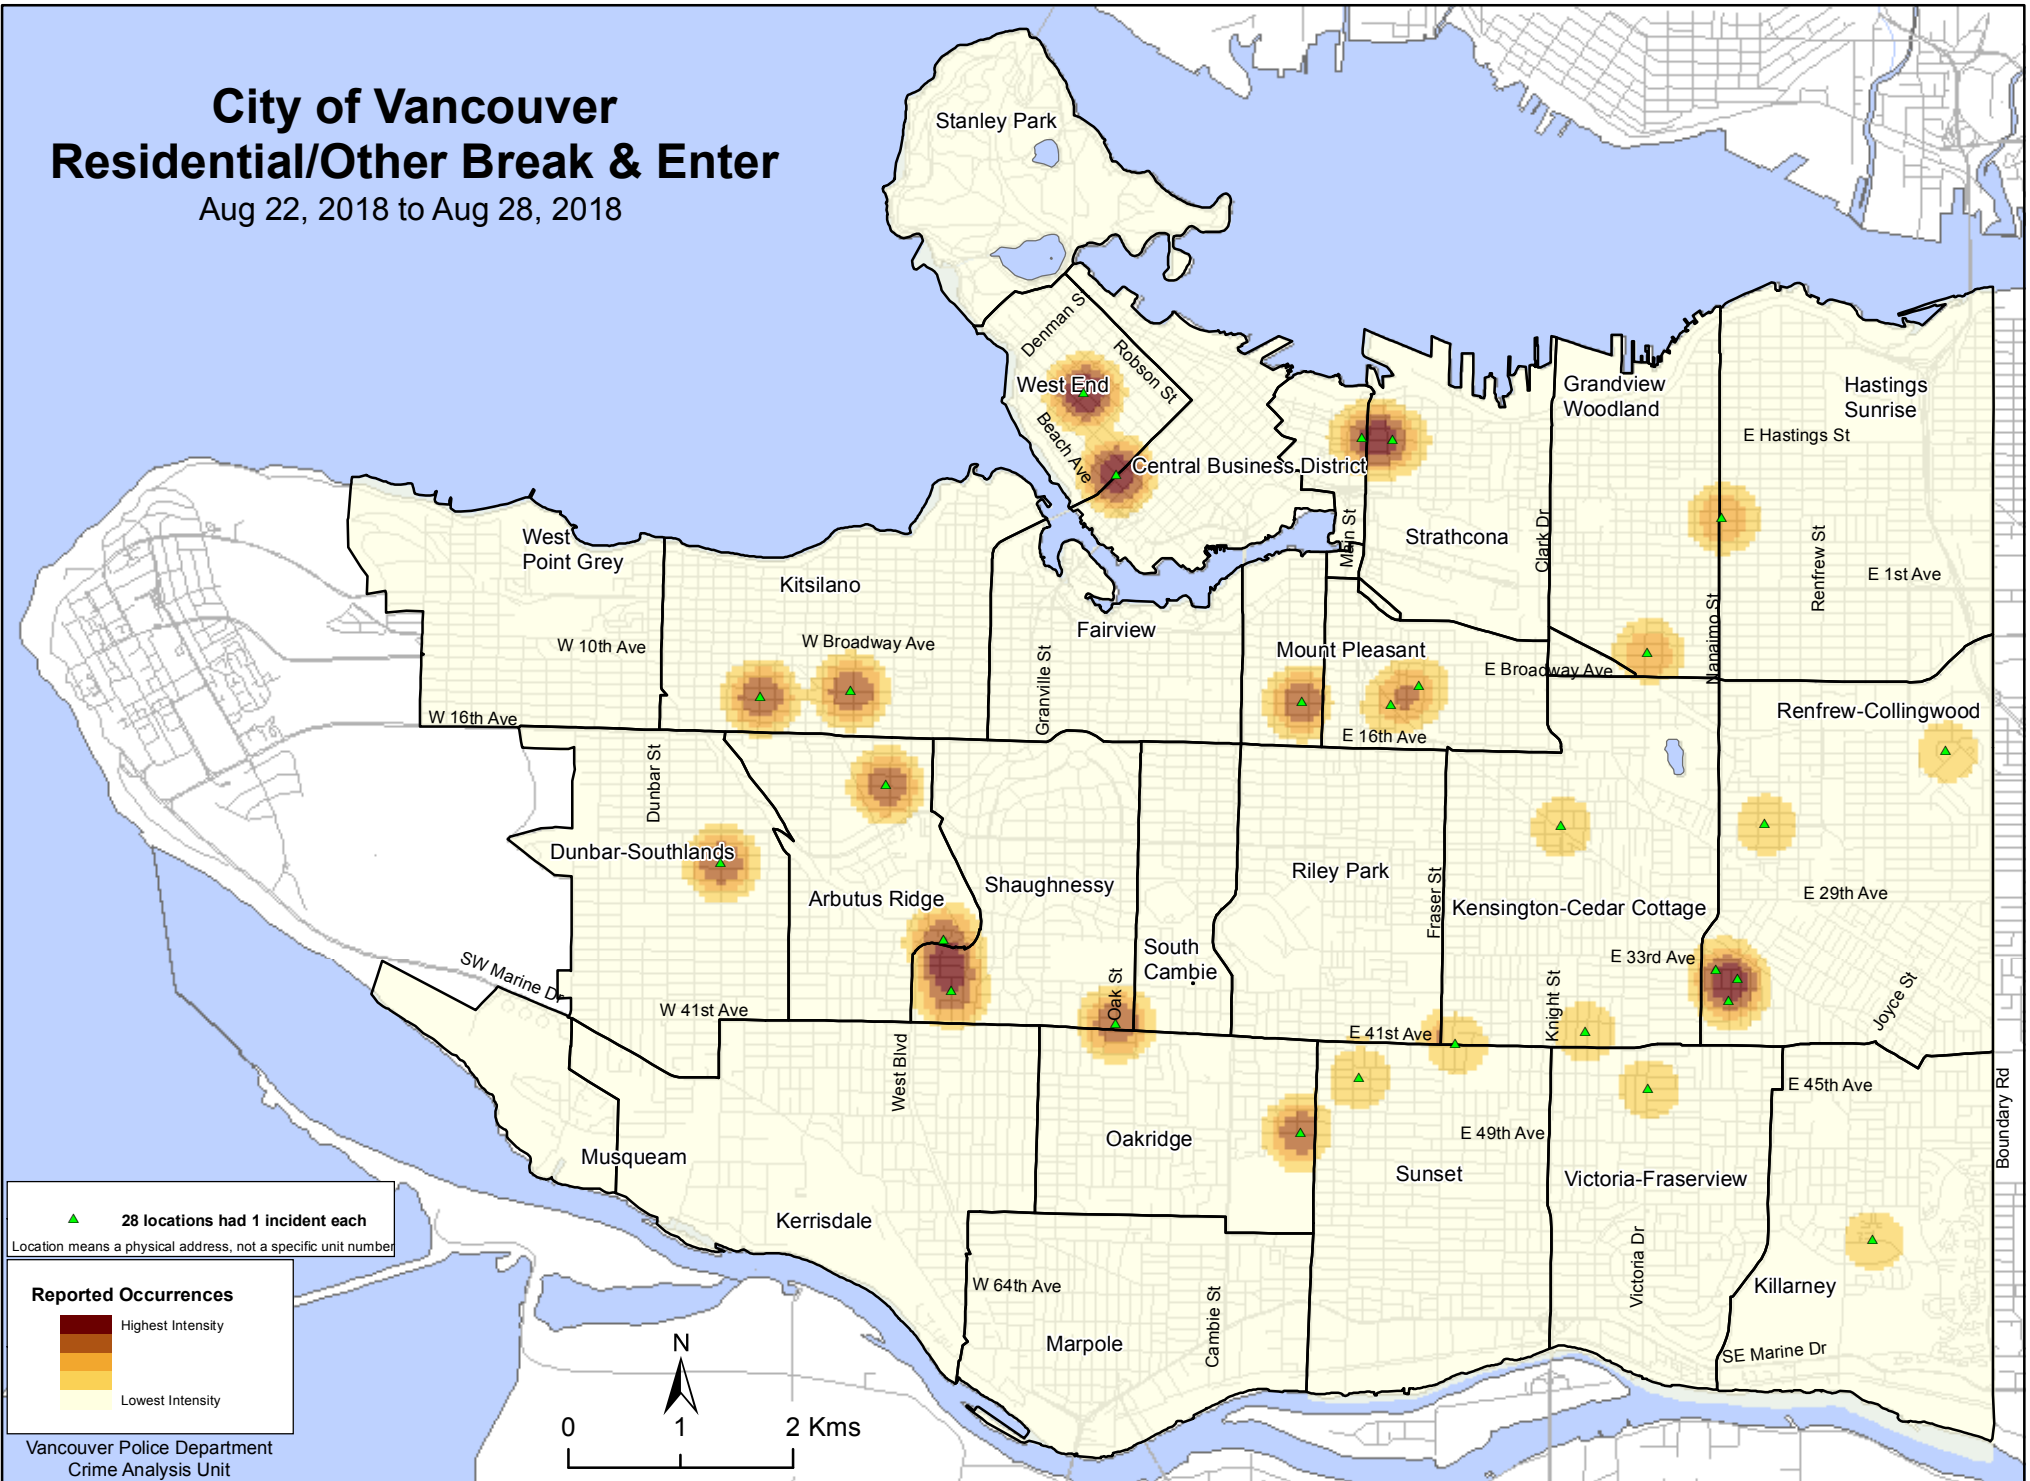 City of Vancouver
Residential/Other Break & Enter
Aug 22, 2018 to Aug 28, 2018
Stanley Park
Denman S
Robson St
West End
Beach Ave
Central Business District
Grandview
Woodland
Hastings
Sunrise
E Hastings St
Main St
Strathcona
Clark Dr
Nanaimo St
Renfrew St
E 1st Ave
West
Point Grey
Kitsilano
W 10th Ave
W Broadway Ave
Fairview
Granville St
Mount Pleasant
E Broadway Ave
W 16th Ave
E 16th Ave
Renfrew-Collingwood
Dunbar St
Dunbar-Southlands
Arbutus Ridge
Shaughnessy
Riley Park
Fraser St
Kensington-Cedar Cottage
E 29th Ave
South
Cambie
E 33rd Ave
SW Marine Dr
W 41st Ave
Oak St
E 41st Ave
Knight St
Joyce St
West Blvd
E 45th Ave
Boundary Rd
Oakridge
E 49th Ave
Sunset
Victoria-Fraserview
Musqueam
Kerrisdale
Victoria Dr
Killarney
W 64th Ave
Marpole
Cambie St
SE Marine Dr
28 locations had 1 incident each
Location means a physical address, not a specific unit number
Reported Occurrences
Highest Intensity
Lowest Intensity
N
0 1 2 Kms
Vancouver Police Department
Crime Analysis Unit